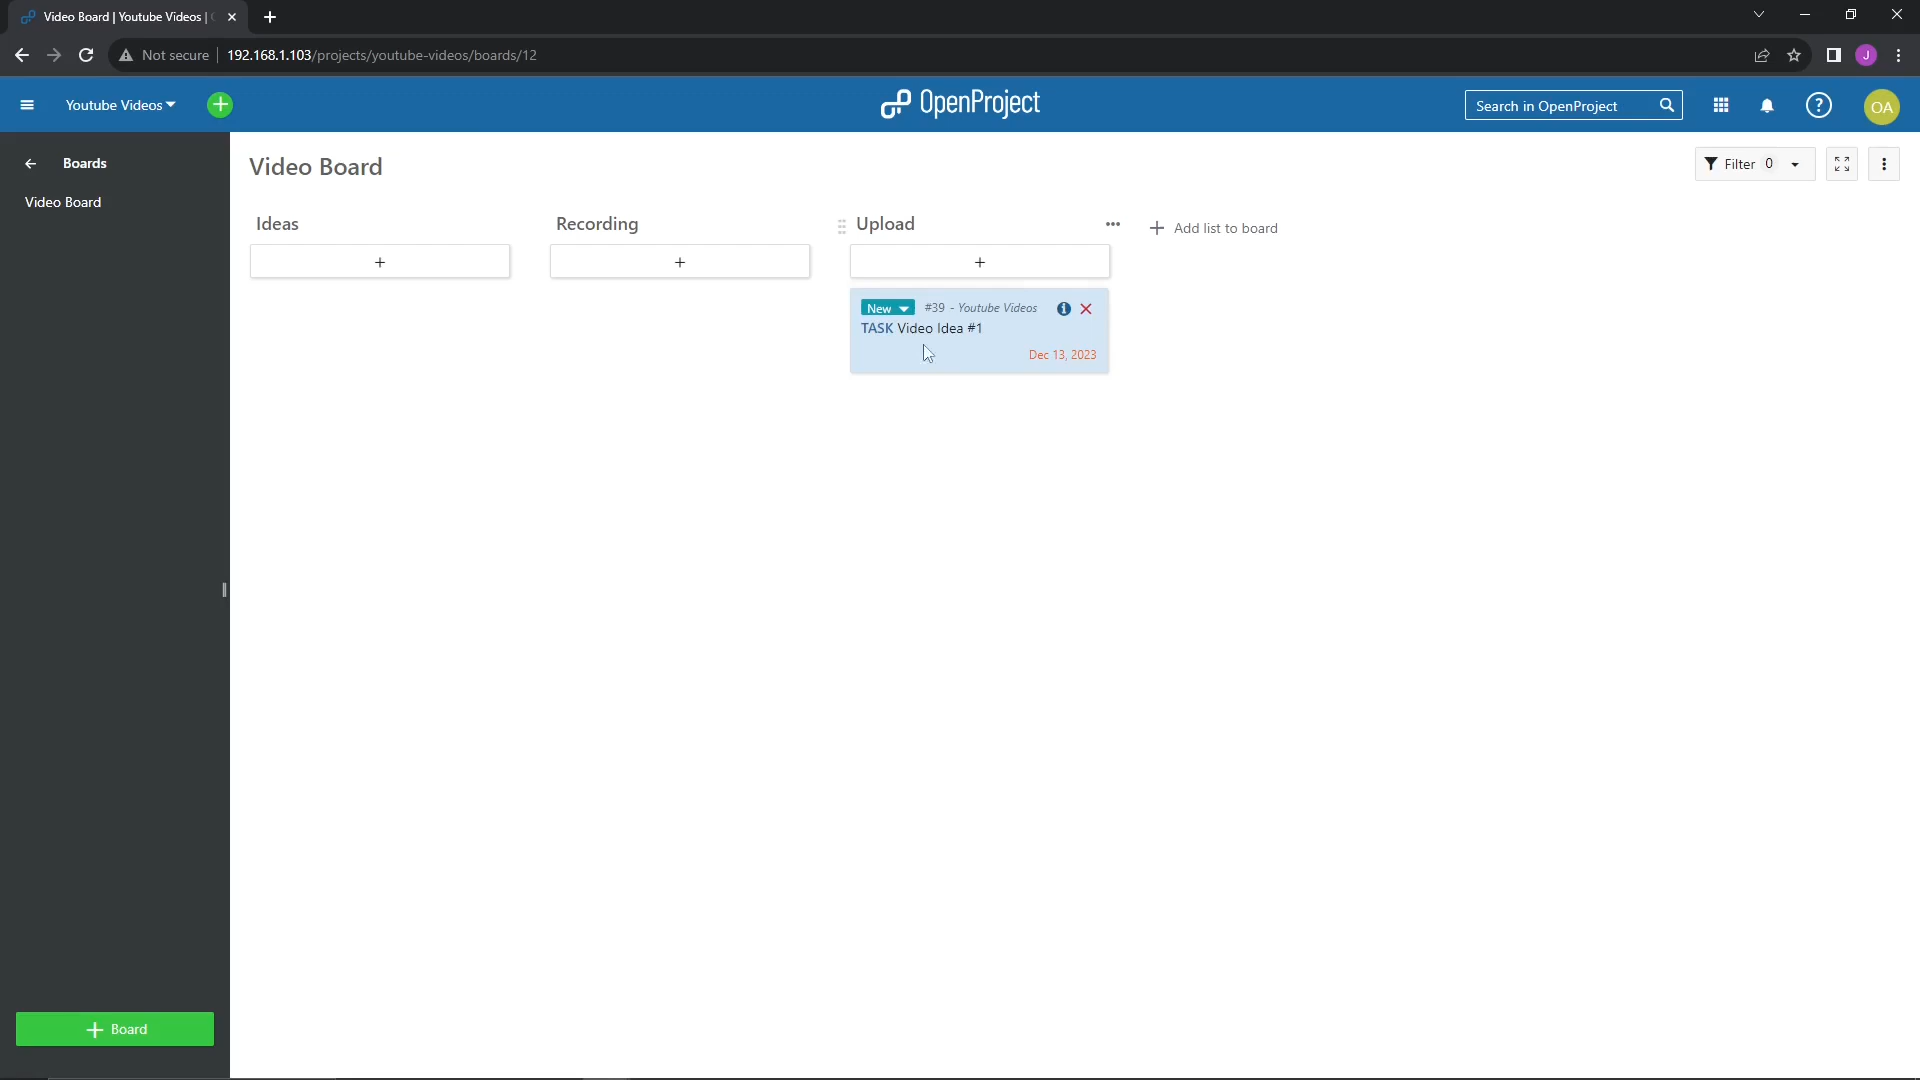 Video Board | Youtube Videos |
Not secure 192.168.1.103/projects/youtube-videos/boards/12
J
Youtube Videos
OpenProject
Search in OpenProject
?
OA
Boards
Video Board
Video Board
Filter 0
Ideas
Recording
Upload
+ Add list to board
+
+
+
New #39 - Youtube Videos
TASK Video Idea #1
Dec 13, 2023
+ Board